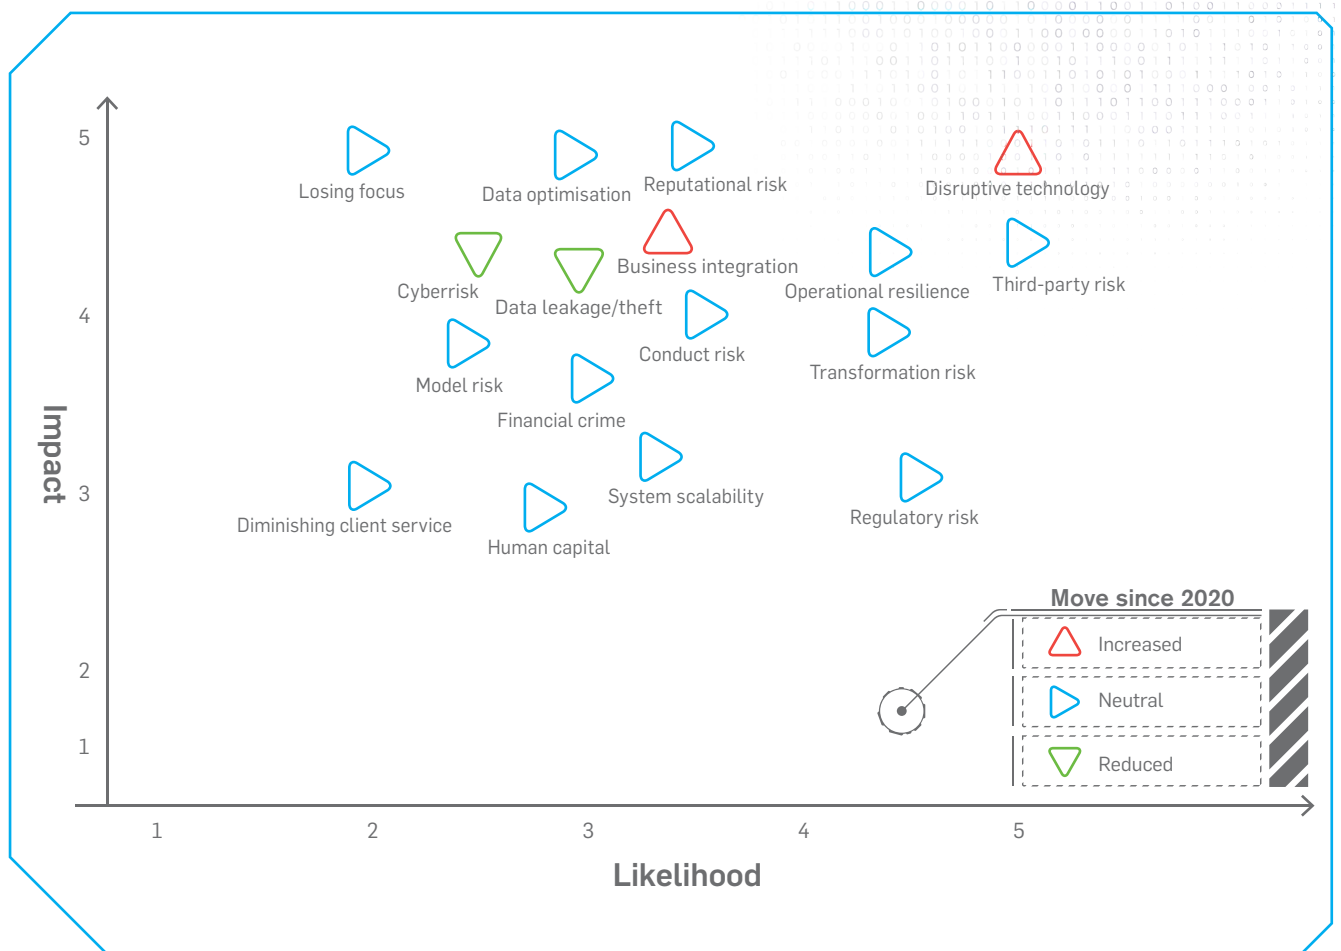 5
Losing focus
Data optimisation
Reputational risk
Disruptive technology
Cyberrisk
Data leakage/theft
Business integration
Operational resilience
Third-party risk
4
Model risk
Conduct risk
Transformation risk
Financial crime
Impact
3
Diminishing client service
Human capital
System scalability
Regulatory risk
2
1
Move since 2020
Increased
Neutral
Reduced
1 2 3 4 5
Likelihood